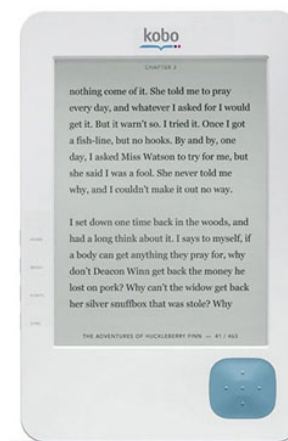 kobo
CHAPTER 3
nothing come of it. She told me to pray
every day, and whatever I asked for I would
get it. But it warn't so. I tried it. Once I got
a fish-line, but no hooks. By and by, one
day, I asked Miss Watson to try for me, but
she said I was a fool. She never told me
why, and I couldn't make it out no way.
I set down one time back in the woods, and
had a long think about it. I says to myself, if
a body can get anything they pray for, why
don't Deacon Winn get back the money he
lost on pork? Why can't the widow get back
her silver snuffbox that was stole? Why
THE ADVENTURES OF HUCKLEBERRY FINN — 41 / 465